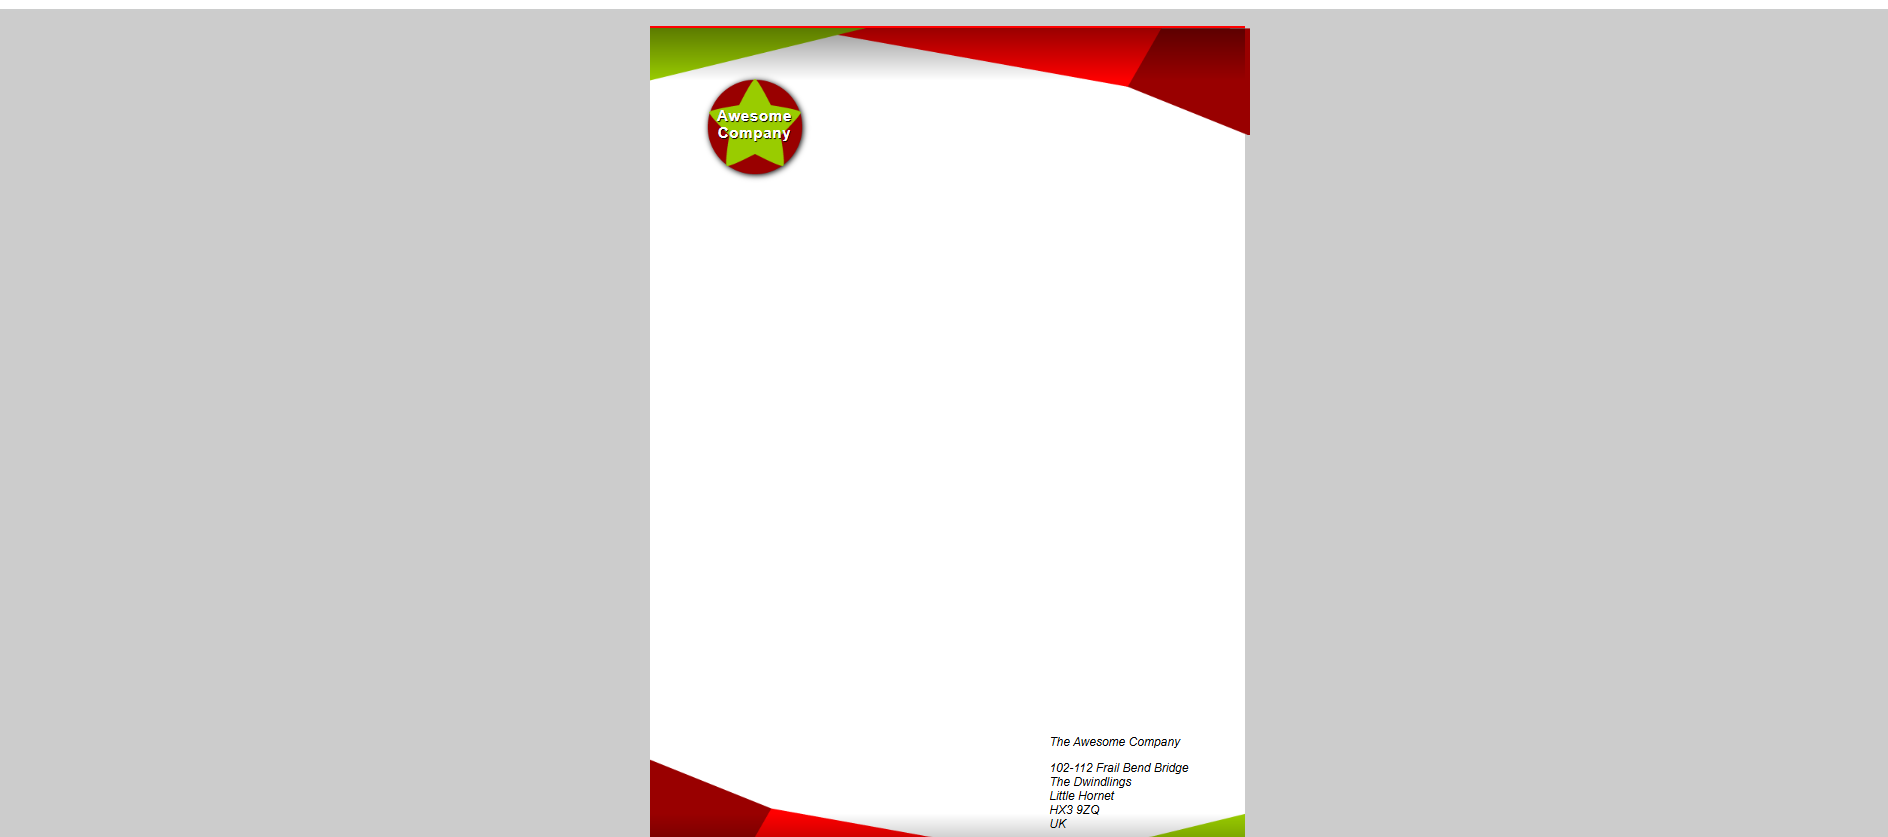 Awesome
Company
The Awesome Company
102-112 Frail Bend Bridge
The Dwindlings
Little Hornet
HX3 9ZQ
UK